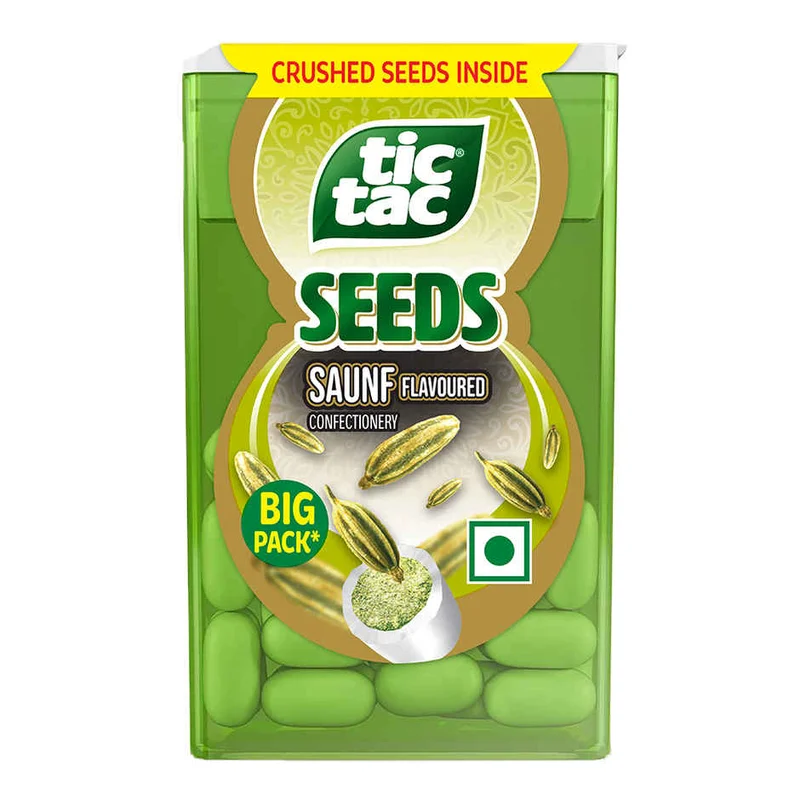 CRUSHED SEEDS INSIDE
tic®
tac
SEEDS
SAUNF FLAVOURED
CONFECTIONERY
BIG
PACK*